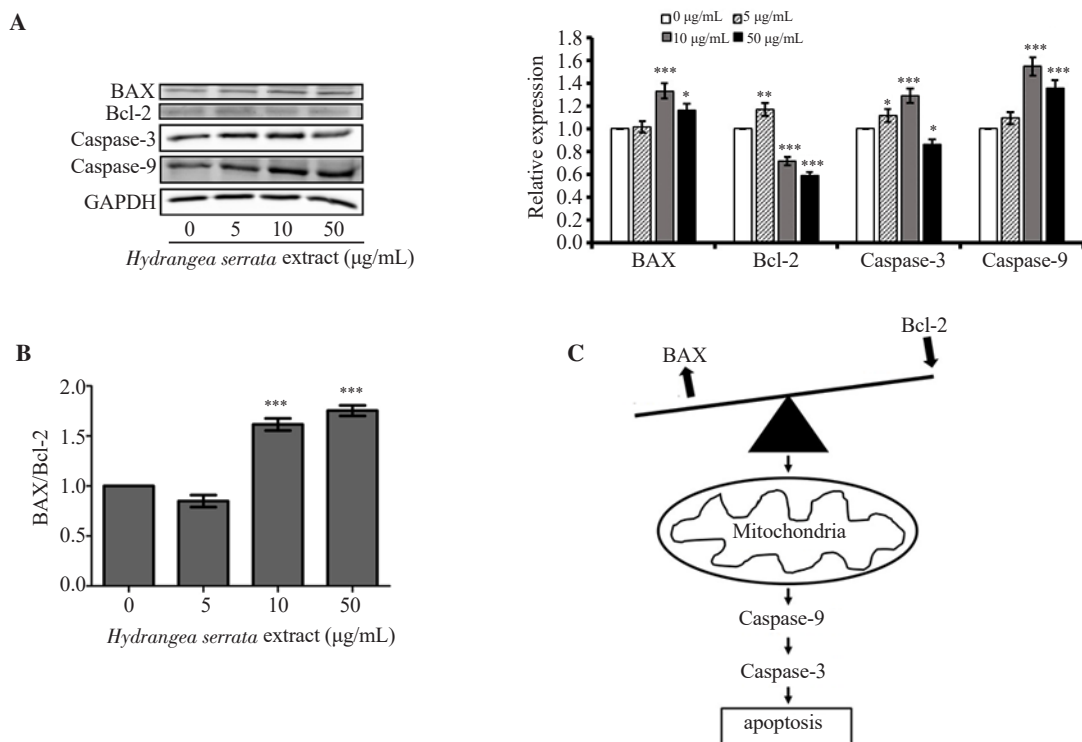 A
BAX
Bcl-2
Caspase-3
Caspase-9
GAPDH
0 5 10 50
Hydrangea serrata extract (μg/mL)
0 μg/mL 5 μg/mL
10 μg/mL 50 μg/mL
Relative expression
1.8
1.6
1.4
1.2
1.0
0.8
0.6
0.4
0.2
0.0
*** * ** *** *** * *** * *** ***
BAX Bcl-2 Caspase-3 Caspase-9
B
BAX/Bcl-2
2.0
1.5
1.0
0.5
0.0
*** ***
0 5 10 50
Hydrangea serrata extract (μg/mL)
C
Bcl-2
BAX
Mitochondria
Caspase-9
Caspase-3
apoptosis